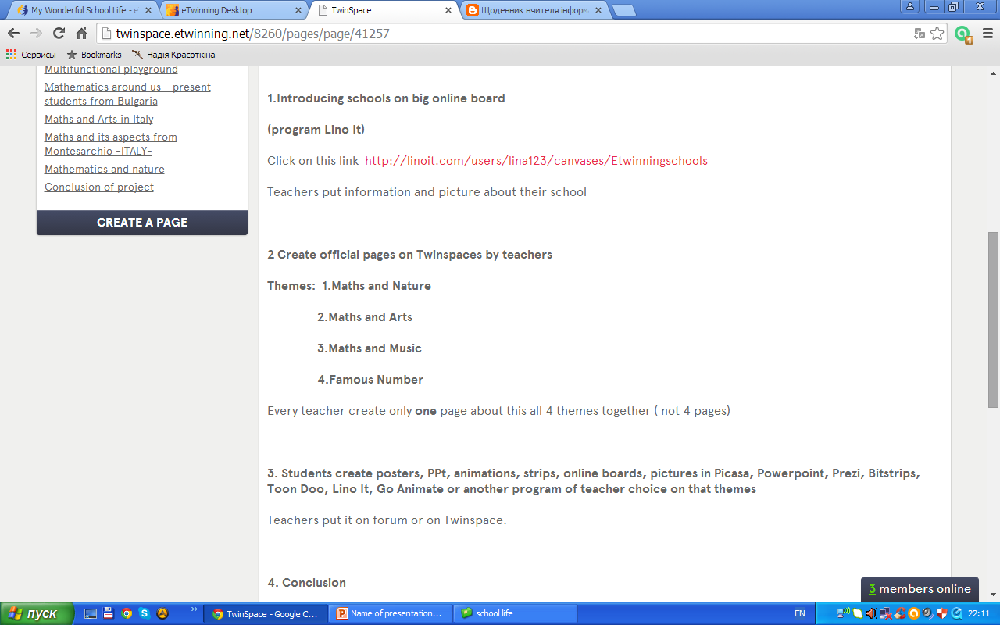 My Wonderful School Life - e
eTwinning Desktop
TwinSpace
Щоденник вчителя інформ
twinspace.etwinning.net/8260/pages/page/41257
Сервисы
Bookmarks
Надія Красоткіна
Multifunctional playground
Mathematics around us - present
students from Bulgaria
Maths and Arts in Italy
Maths and its aspects from
Montesarchio -ITALY-
Mathematics and nature
Conclusion of project
CREATE A PAGE
1.Introducing schools on big online board
(program Lino It)
Click on this link http://linoit.com/users/lina123/canvases/Etwinningschools
Teachers put information and picture about their school
2 Create official pages on Twinspaces by teachers
Themes: 1.Maths and Nature
2.Maths and Arts
3.Maths and Music
4.Famous Number
Every teacher create only one page about this all 4 themes together ( not 4 pages)
3. Students create posters, PPt, animations, strips, online boards, pictures in Picasa, Powerpoint, Prezi, Bitstrips,
Toon Doo, Lino It, Go Animate or another program of teacher choice on that themes
Teachers put it on forum or on Twinspace.
4. Conclusion
3 members online
пуск
TwinSpace - Google C...
Name of presentation...
school life
EN
22:11